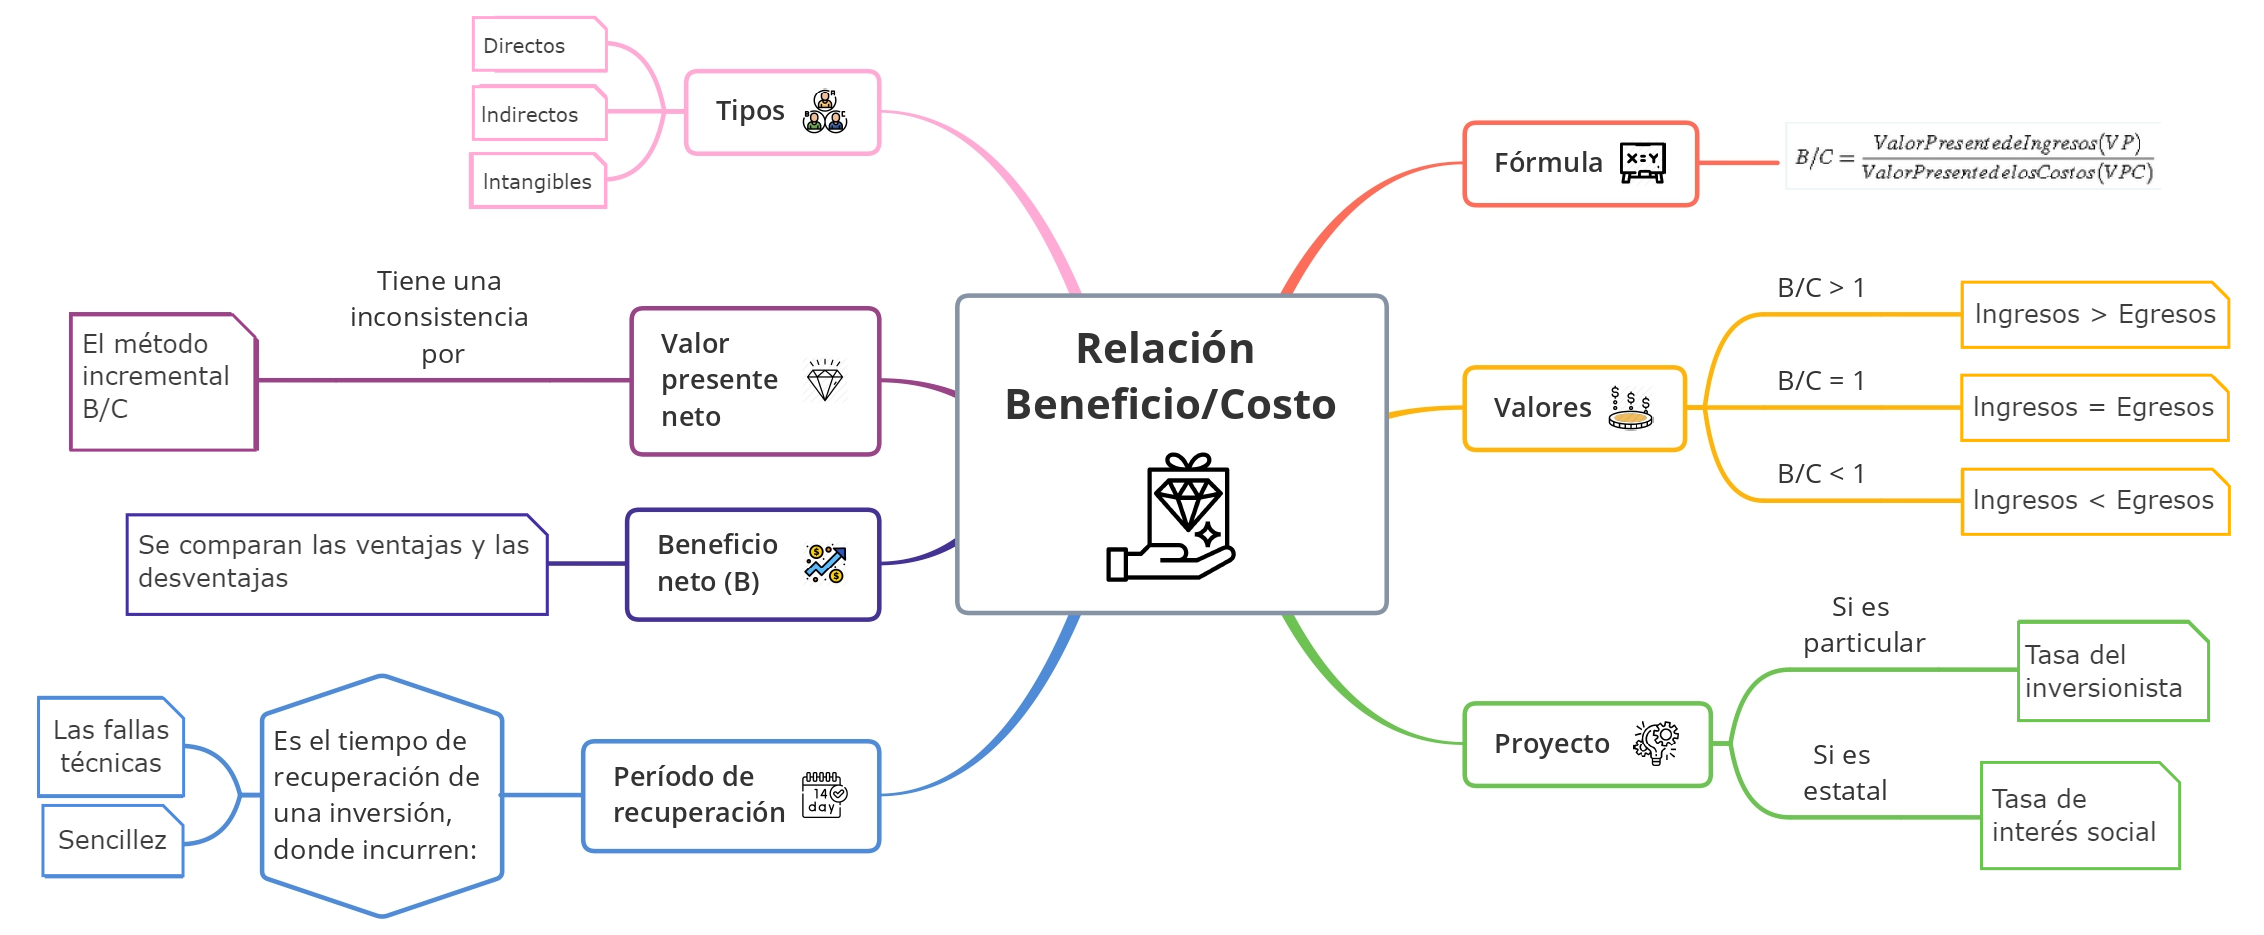 Relación
Beneficio/Costo
Tipos
Directos
Indirectos
Intangibles
Valor
presente
neto
Tiene una
inconsistencia
por
El método
incremental
B/C
Beneficio
neto (B)
Se comparan las ventajas y las
desventajas
Período de
recuperación
14
day
Es el tiempo de
recuperación de
una inversión,
donde incurren:
Las fallas
técnicas
Sencillez
Fórmula
X=Y
B/C = ValorPresentedeIngresos(VP)
ValorPresentedelosCostos(VPC)
Valores
$ $ $
B/C > 1
Ingresos > Egresos
B/C = 1
Ingresos = Egresos
B/C < 1
Ingresos < Egresos
Proyecto
Si es
particular
Tasa del
inversionista
Si es
estatal
Tasa de
interés social
A
B
C